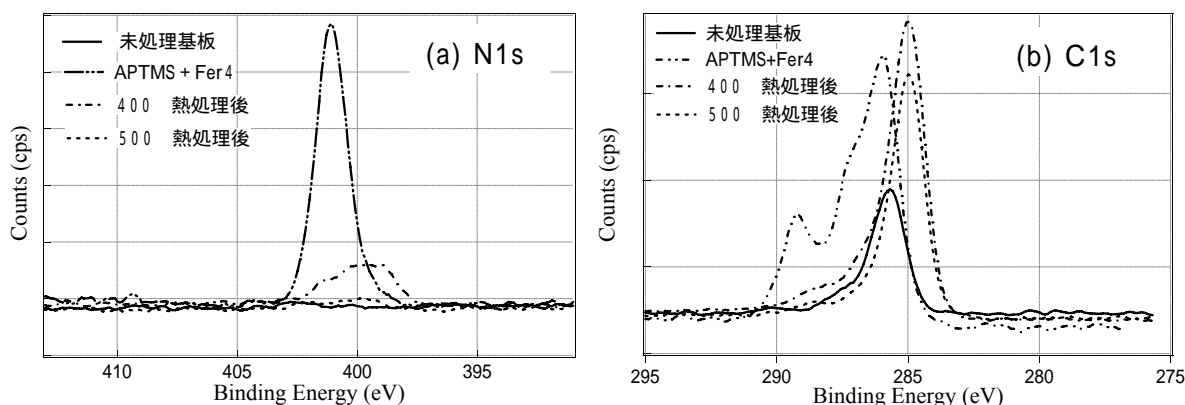 未処理基板
APTMS + Fer4
400 熱処理後
500 熱処理後
(a) N1s
Counts (cps)
410 405 400 395
Binding Energy (eV)
未処理基板
APTMS+Fer4
400 熱処理後
500 熱処理後
(b) C1s
Counts (cps)
295 290 285 280 275
Binding Energy (eV)